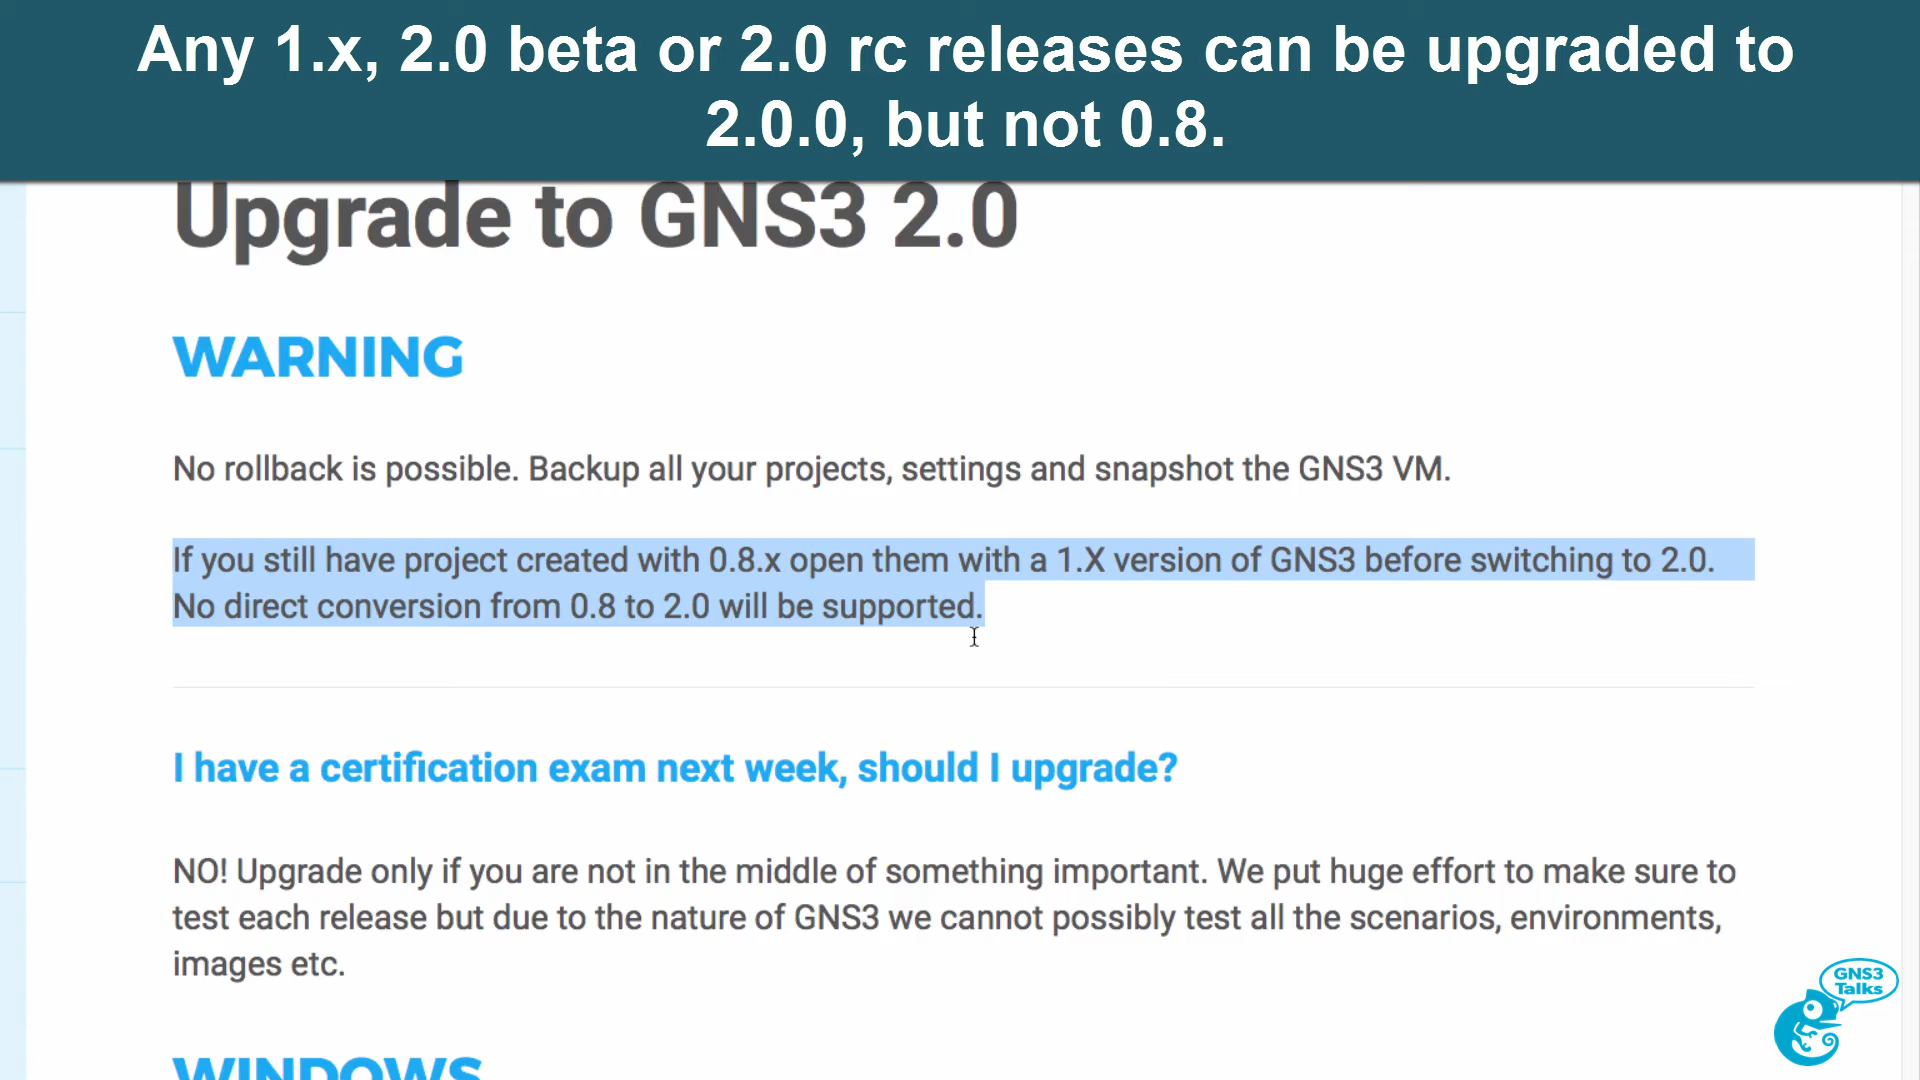 Any 1.x, 2.0 beta or 2.0 rc releases can be upgraded to
2.0.0, but not 0.8.
Upgrade to GNS3 2.0
WARNING
No rollback is possible. Backup all your projects, settings and snapshot the GNS3 VM.
If you still have project created with 0.8.x open them with a 1.X version of GNS3 before switching to 2.0.
No direct conversion from 0.8 to 2.0 will be supported.
I have a certification exam next week, should I upgrade?
NO! Upgrade only if you are not in the middle of something important. We put huge effort to make sure to
test each release but due to the nature of GNS3 we cannot possibly test all the scenarios, environments,
images etc.
GNS3
Talks
WINDOWS